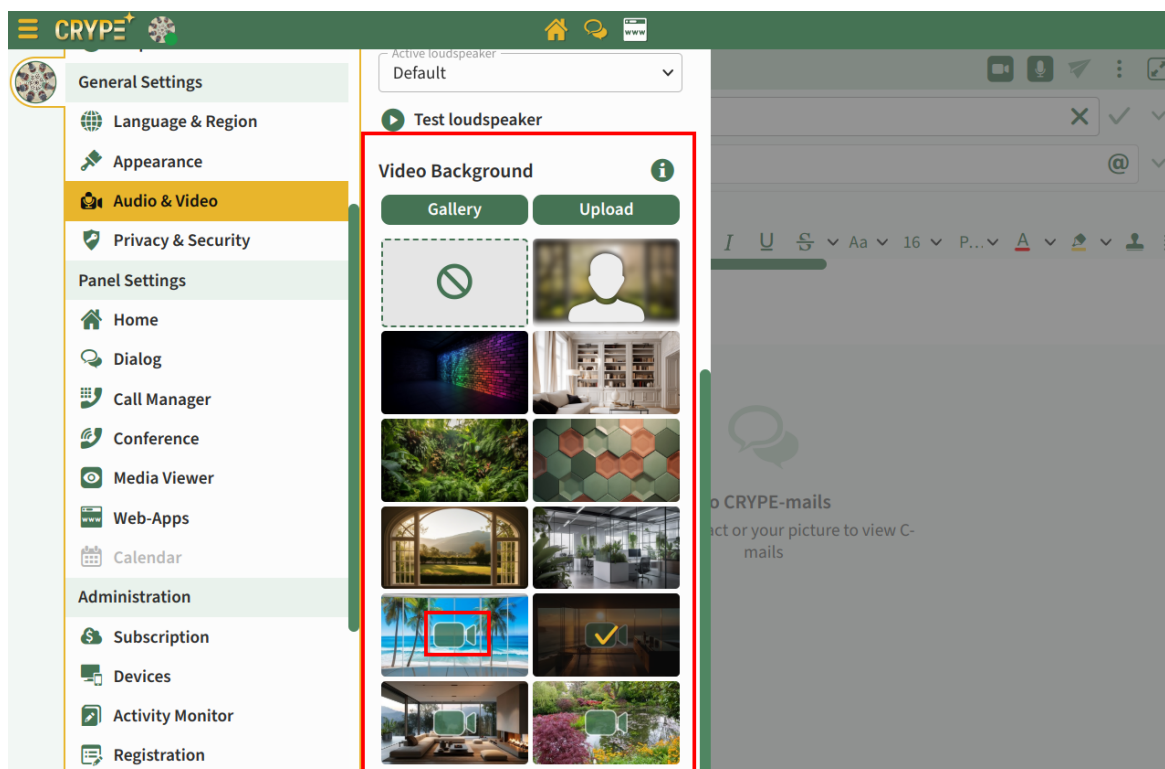 CRYPE
www
General Settings
Language & Region
Appearance
Audio & Video
Privacy & Security
Panel Settings
Home
Dialog
Call Manager
Conference
Media Viewer
www
Web-Apps
Calendar
Administration
$
Subscription
Devices
Activity Monitor
Registration
Active loudspeaker
Default
Test loudspeaker
Video Background
Gallery
Upload
@
I U S Aa 16 P... A
o CRYPE-mails
act or your picture to view C-
mails